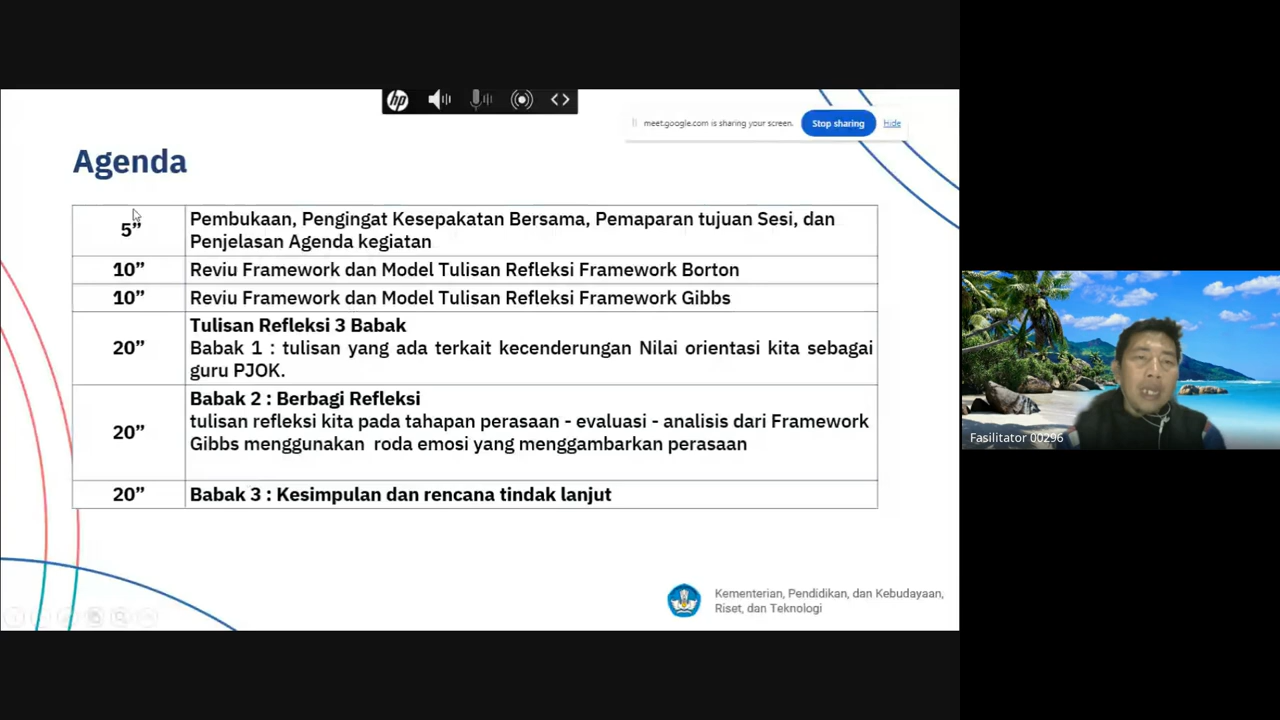 hp
meet.google.com is sharing your screen.
Stop sharing
Hide
Agenda
5”
Pembukaan, Pengingat Kesepakatan Bersama, Pemaparan tujuan Sesi, dan
Penjelasan Agenda kegiatan
10”
Reviu Framework dan Model Tulisan Refleksi Framework Borton
10”
Reviu Framework dan Model Tulisan Refleksi Framework Gibbs
20”
Tulisan Refleksi 3 Babak
Babak 1 : tulisan yang ada terkait kecenderungan Nilai orientasi kita sebagai
guru PJOK.
20”
Babak 2 : Berbagi Refleksi
tulisan refleksi kita pada tahapan perasaan - evaluasi - analisis dari Framework
Gibbs menggunakan roda emosi yang menggambarkan perasaan
20”
Babak 3 : Kesimpulan dan rencana tindak lanjut
Kementerian, Pendidikan, dan Kebudayaan,
Riset, dan Teknologi
Fasilitator 00296